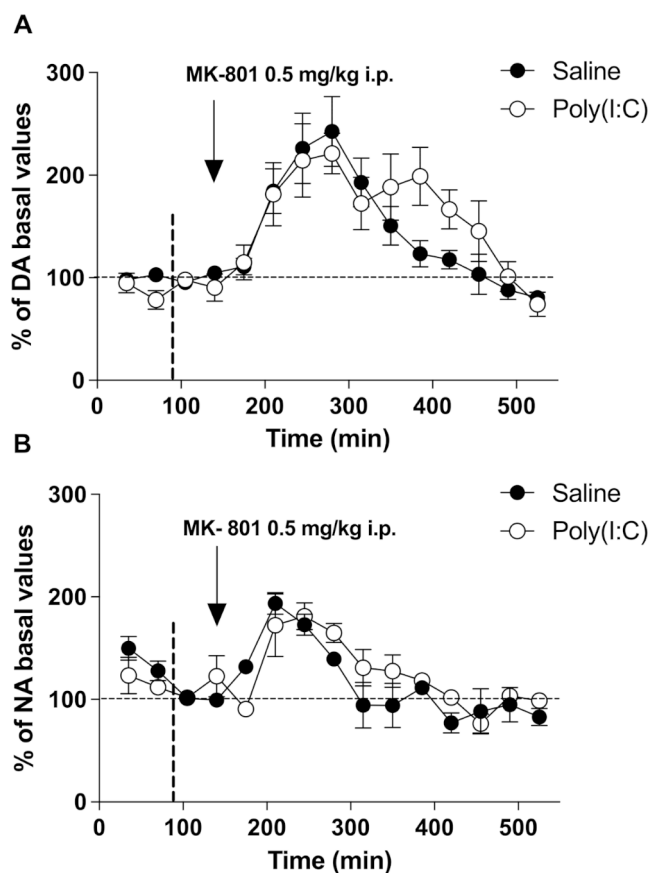 A
MK-801 0.5 mg/kg i.p.
Saline
Poly(I:C)
% of DA basal values
300
200
100
0
0 100 200 300 400 500
Time (min)
B
MK- 801 0.5 mg/kg i.p.
Saline
Poly(I:C)
% of NA basal values
300
200
100
0
0 100 200 300 400 500
Time (min)